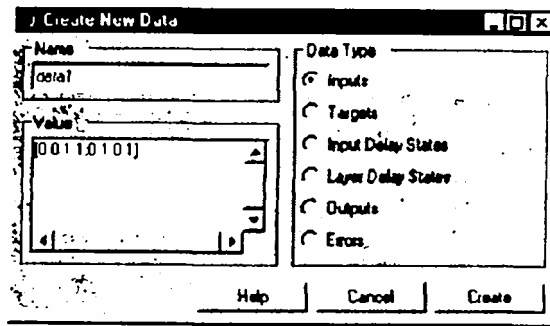 Create New Data
Name
data1
Value
[0 0 1 1;0 1 0 1]
Data Type
Inputs
Targets
Input Delay States
Layer Delay States
Outputs
Errors
Help
Cancel
Create